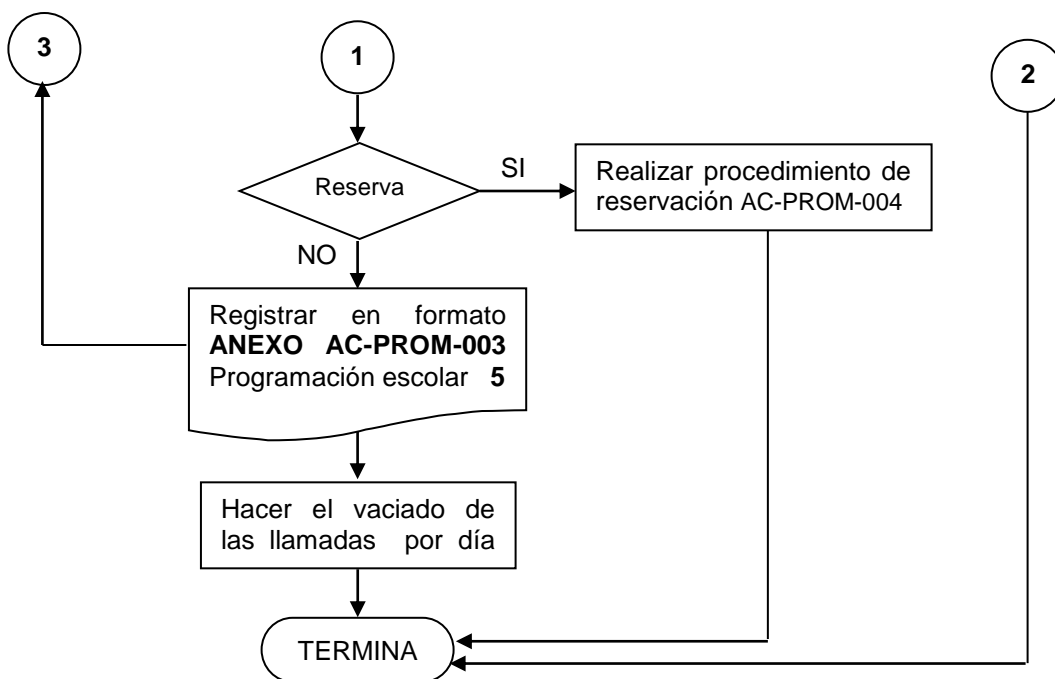 3
1
2
Reserva
SI
Realizar procedimiento de
reservación AC-PROM-004
NO
Registrar en formato
ANEXO AC-PROM-003
Programación escolar 5
Hacer el vaciado de
las llamadas por día
TERMINA